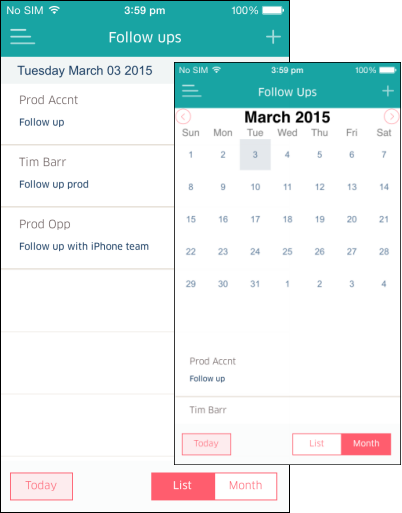 No SIM 3:59 pm 100%
Follow ups
Tuesday March 03 2015
Prod Accnt
Follow up
Tim Barr
Follow up prod
Prod Opp
Follow up with iPhone team
Today List Month
No SIM 3:59 pm 100%
Follow Ups
March 2015
Sun Mon Tue Wed Thu Fri Sat
1 2 3 4 5 6 7
8 9 10 11 12 13 14
15 16 17 18 19 20 21
22 23 24 25 26 27 28
29 30 31 1 2 3 4
Prod Accnt
Follow up
Tim Barr
Today List Month